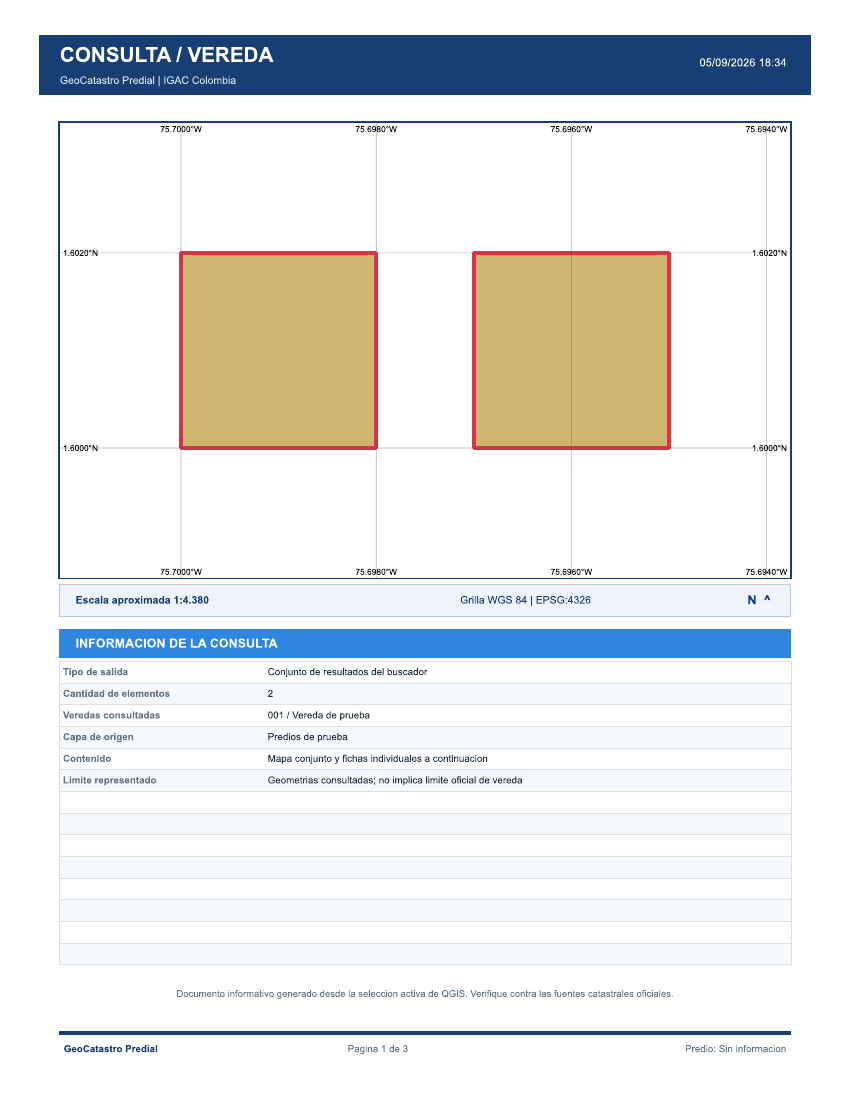 CONSULTA / VEREDA
GeoCatastro Predial | IGAC Colombia
05/09/2026 18:34
75.7000°W 75.6980°W 75.6960°W 75.6940°W
1.6020°N 1.6020°N
1.6000°N 1.6000°N
75.7000°W 75.6980°W 75.6960°W 75.6940°W
Escala aproximada 1:4.380 Grilla WGS 84 | EPSG:4326 N ^
INFORMACION DE LA CONSULTA
Tipo de salida Conjunto de resultados del buscador
Cantidad de elementos 2
Veredas consultadas 001 / Vereda de prueba
Capa de origen Predios de prueba
Contenido Mapa conjunto y fichas individuales a continuacion
Limite representado Geometrias consultadas; no implica limite oficial de vereda
Documento informativo generado desde la seleccion activa de QGIS. Verifique contra las fuentes catastrales oficiales.
GeoCatastro Predial Pagina 1 de 3 Predio: Sin informacion